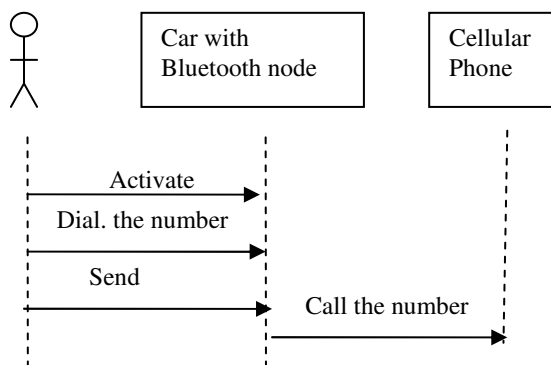 Car with
Bluetooth node
Cellular
Phone
Activate
Dial. the number
Send
Call the number